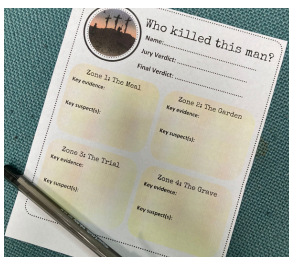 Who killed this man?
Name:
Jury Verdict:
Final Verdict:
Zone 1: The Meal
Key evidence:
Key suspect(s):
Zone 2: The Garden
Key evidence:
Key suspect(s):
Zone 3: The Trial
Key evidence:
Key suspect(s):
Zone 4: The Grave
Key evidence:
Key suspect(s):